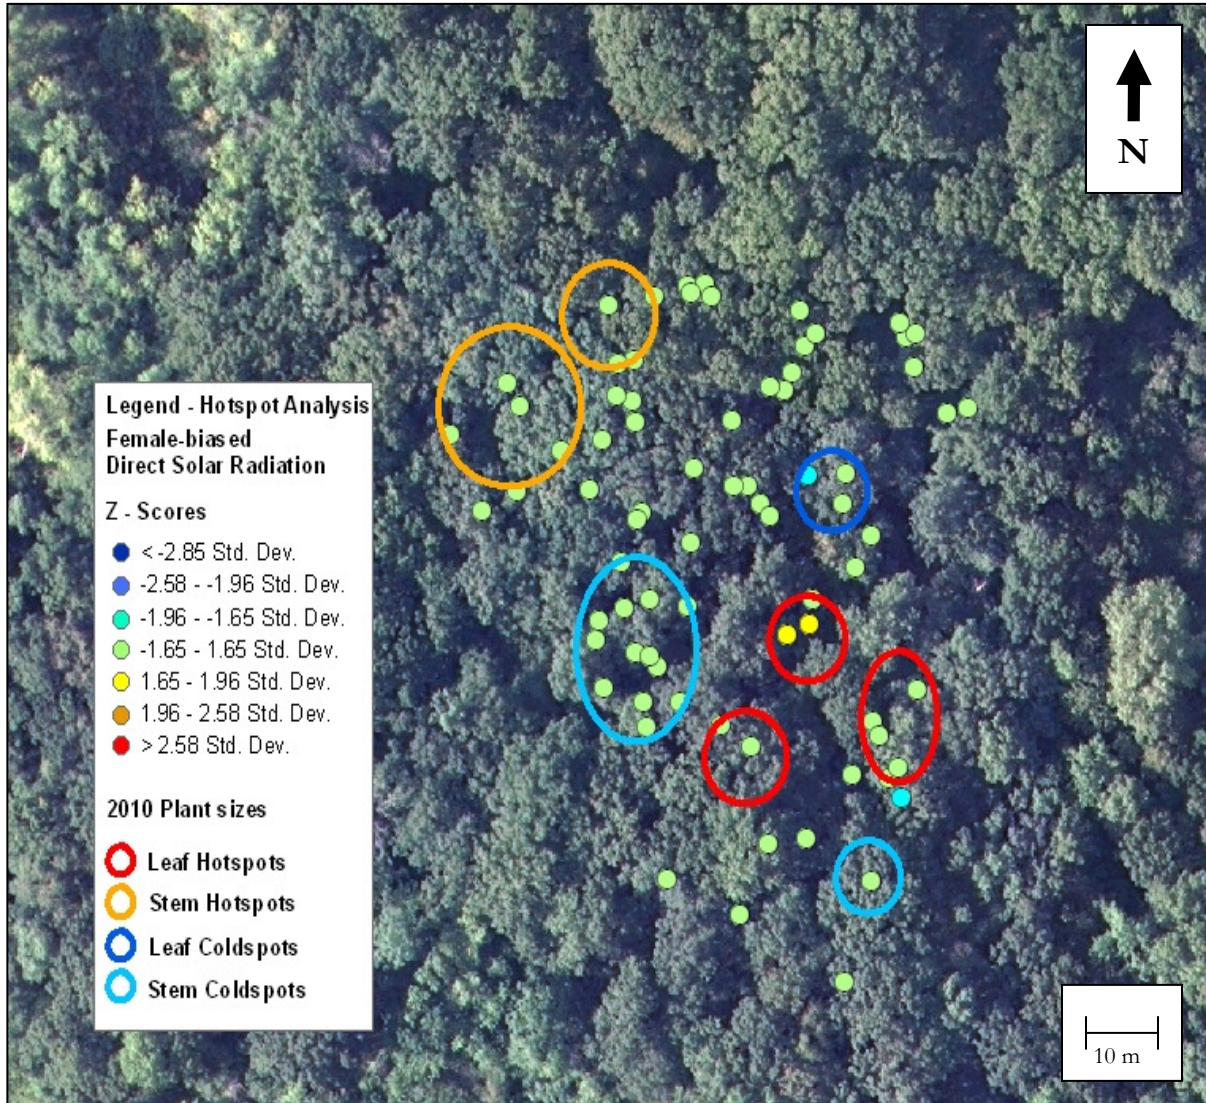 N
Legend - Hotspot Analysis
Female-biased
Direct Solar Radiation
Z - Scores
< -2.85 Std. Dev.
-2.58 - -1.96 Std. Dev.
-1.96 - -1.65 Std. Dev.
-1.65 - 1.65 Std. Dev.
1.65 - 1.96 Std. Dev.
1.96 - 2.58 Std. Dev.
> 2.58 Std. Dev.
2010 Plant sizes
Leaf Hotspots
Stem Hotspots
Leaf Coldspots
Stem Coldspots
10 m